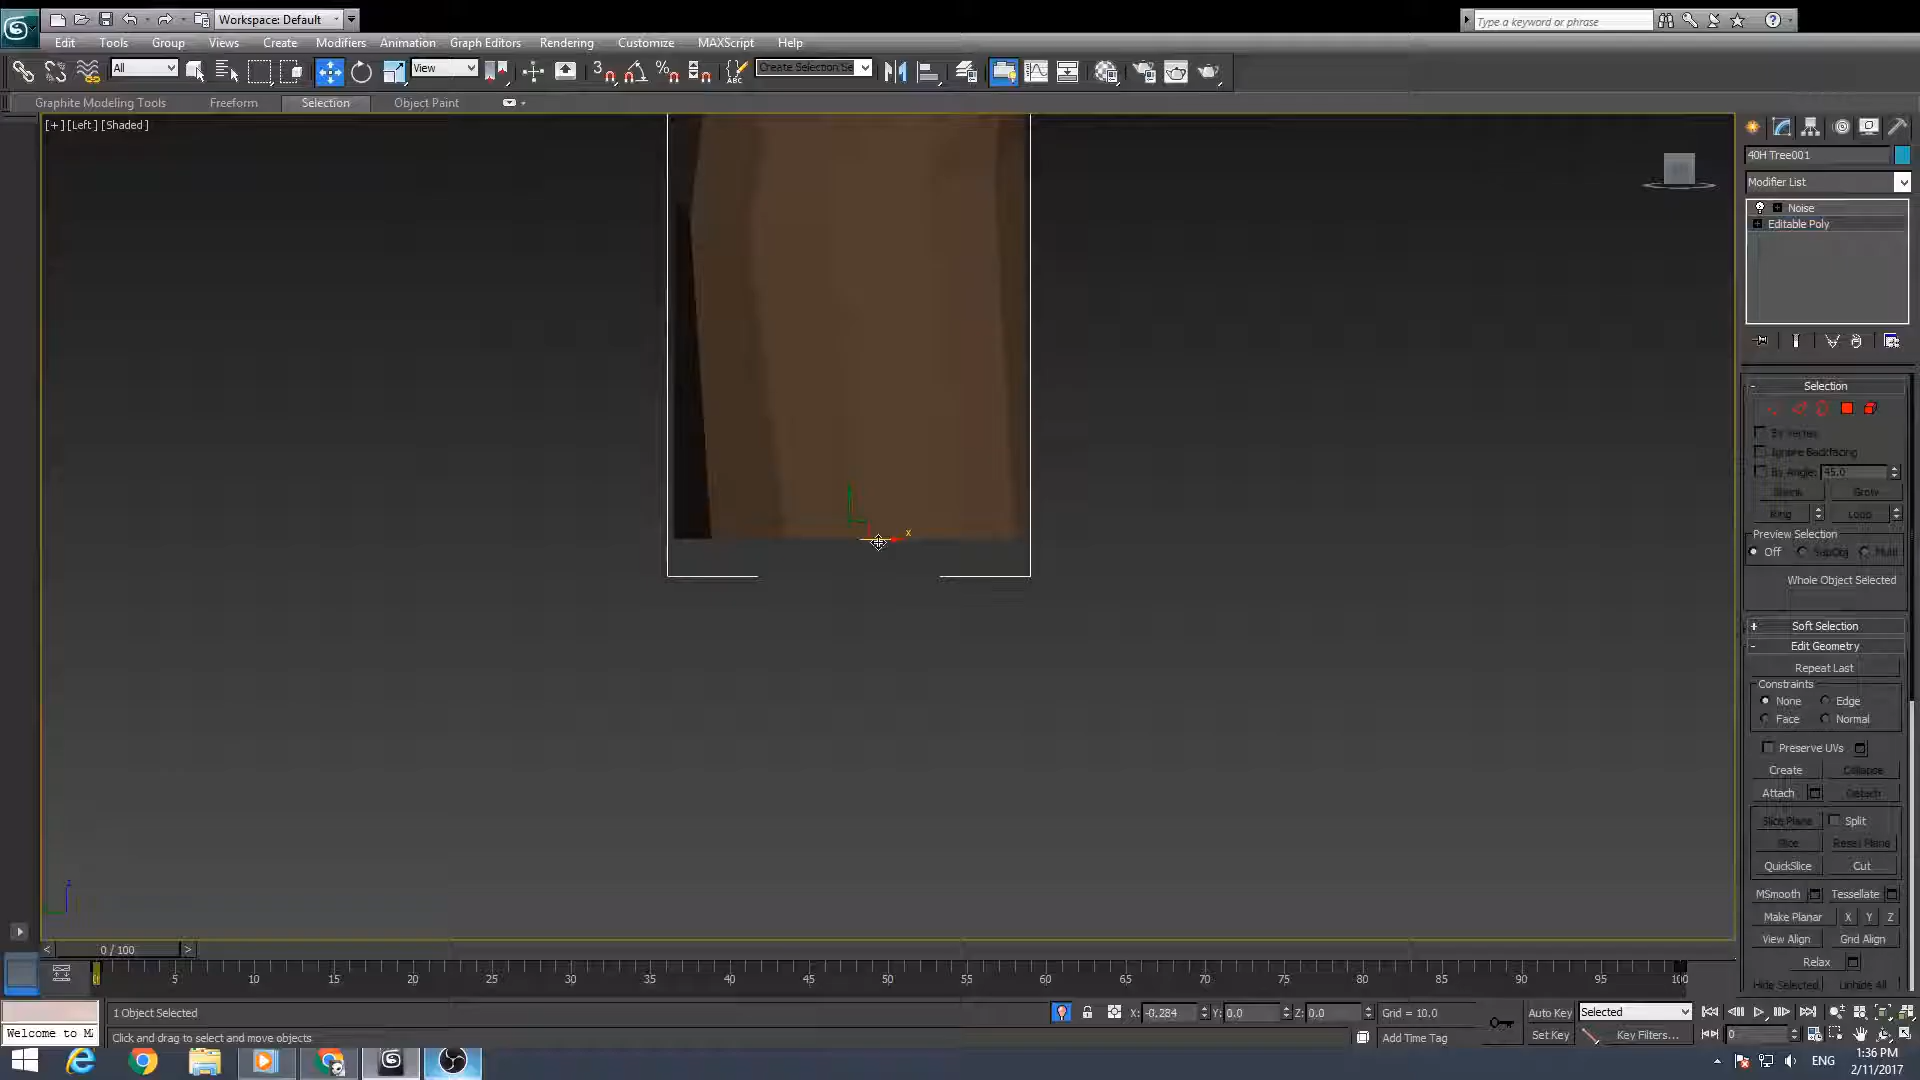 Workspace: Default
Type a keyword or phrase
Edit Tools Group Views Create Modifiers Animation Graph Editors Rendering Customize MAXScript Help
All View Create Selection Se
Graphite Modeling Tools Freeform Selection Object Paint
[+][Left][Shaded]
40H Tree001
Modifier List
Noise
Editable Poly
Selection
By Vertex
Ignore Backfacing
By Angle: 45.0
Shrink Grow
Ring Loop
Preview Selection
Off SubObj Multi
Whole Object Selected
x
Soft Selection
Edit Geometry
Repeat Last
Constraints
None Edge
Face Normal
Preserve UVs
Create Collapse
Attach Detach
Slice Plane Split
Slice Reset Plane
QuickSlice Cut
MSmooth Tessellate
Make Planar X Y Z
View Align Grid Align
Relax
Hide Selected Unhide All
z
< 0 / 100 >
0 5 10 15 20 25 30 35 40 45 50 55 60 65 70 75 80 85 90 95 100
1 Object Selected X: -0.284 Y: 0.0 Z: 0.0 Grid = 10.0 Auto Key Selected
Welcome to M Click and drag to select and move objects Add Time Tag Set Key Key Filters... 0
ENG 1:36 PM
2/11/2017